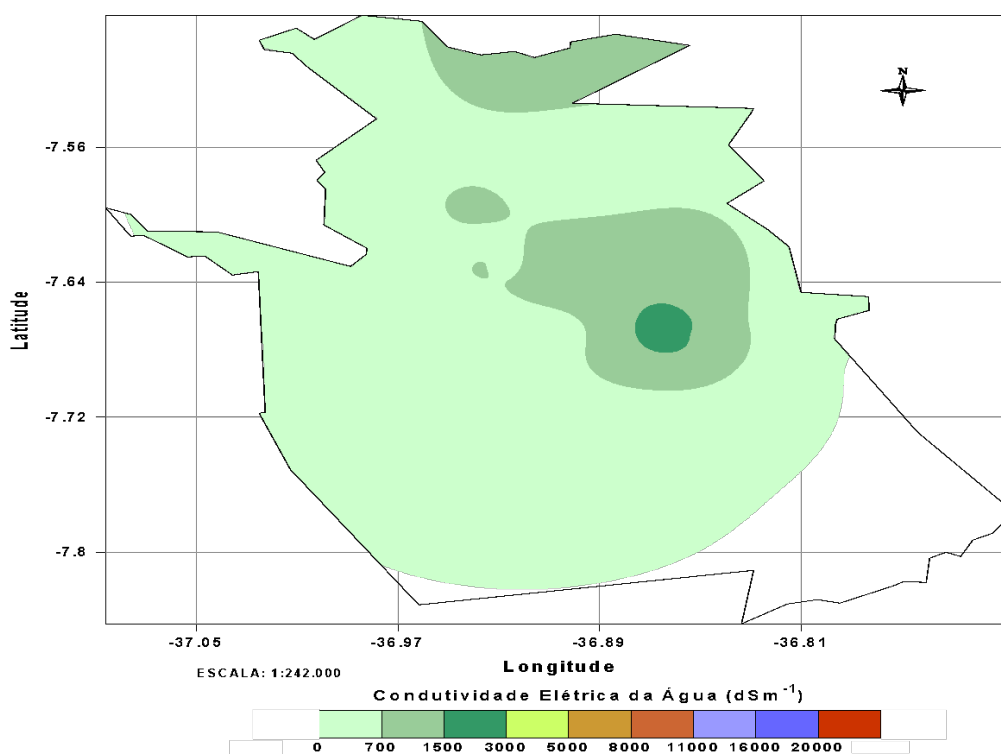 N
-7.56
-7.64
-7.72
-7.8
Latitude
-37.05 -36.97 -36.89 -36.81
Longitude
ESCALA: 1:242.000
Condutividade Elétrica da Água (dSm⁻¹)
0 700 1500 3000 5000 8000 11000 16000 20000